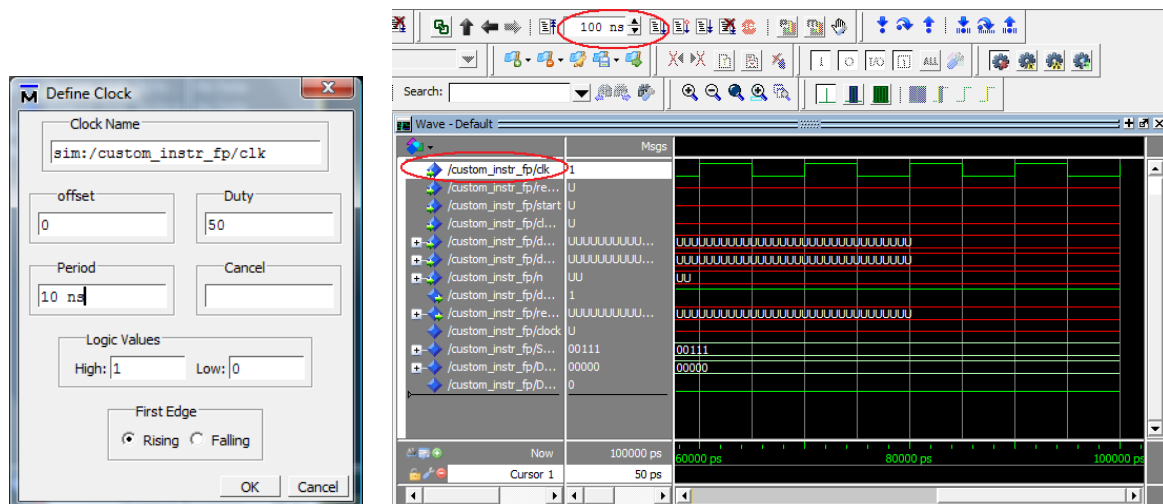 Define Clock
Clock Name
sim:/custom_instr_fp/clk
offset
Duty
0
50
Period
Cancel
10 ns
Logic Values
High: 1
Low: 0
First Edge
Rising
Falling
OK
Cancel
100 ns
ALL
Search:
Wave - Default
Msgs
/custom_instr_fp/clk 1
/custom_instr_fp/re... U
/custom_instr_fp/start U
/custom_instr_fp/cl... U
/custom_instr_fp/d... UUUUUUUUUU... UUUUUUUUUUUUUUUUUUUUUUUUUUUUUUUU
/custom_instr_fp/d... UUUUUUUUUU... UUUUUUUUUUUUUUUUUUUUUUUUUUUUUUUU
/custom_instr_fp/n UU UU
/custom_instr_fp/d... 1
/custom_instr_fp/re... UUUUUUUUUU... UUUUUUUUUUUUUUUUUUUUUUUUUUUUUUUU
/custom_instr_fp/clock U
/custom_instr_fp/S... 00111 00111
/custom_instr_fp/D... 00000 00000
/custom_instr_fp/D... 0
Now 100000 ps 60000 ps 80000 ps 100000 ps
Cursor 1 50 ps